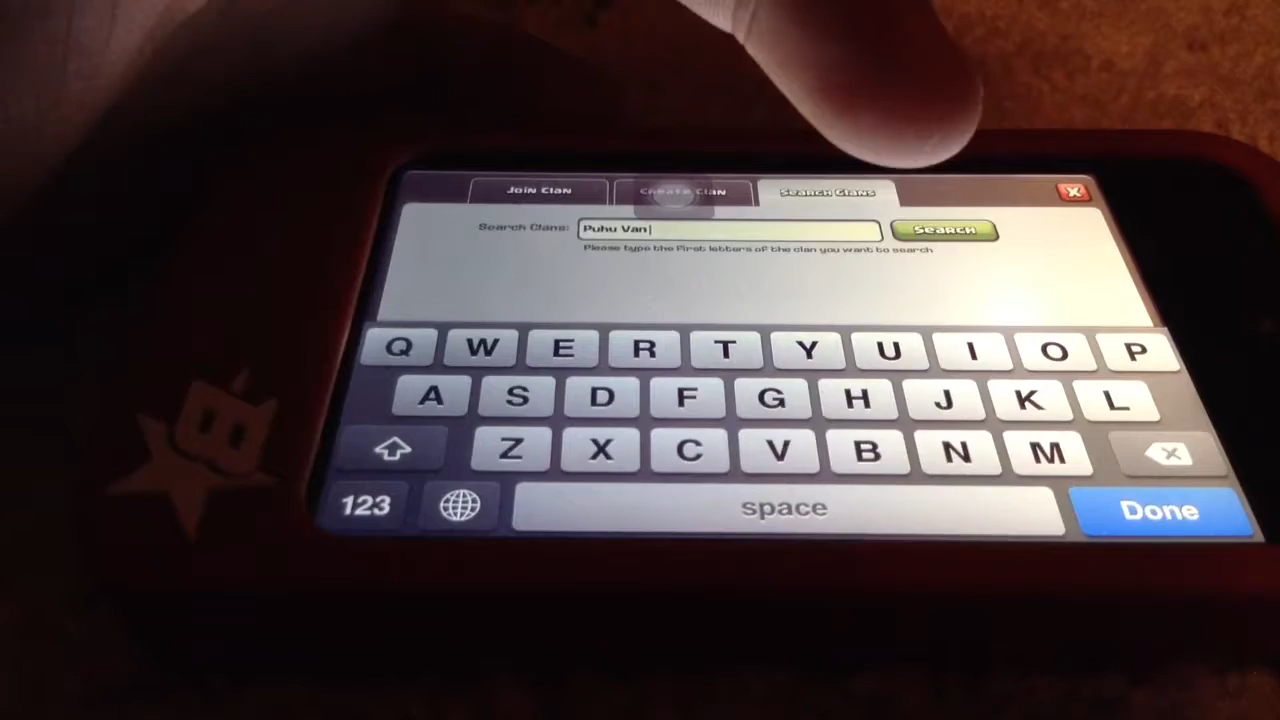 Join Clan Create Clan Search Clans X
Search Clans: Puhu Van Search
Please type the first letters of the clan you want to search
Q W E R T Y U I O P
A S D F G H J K L
Z X C V B N M
123 space Done